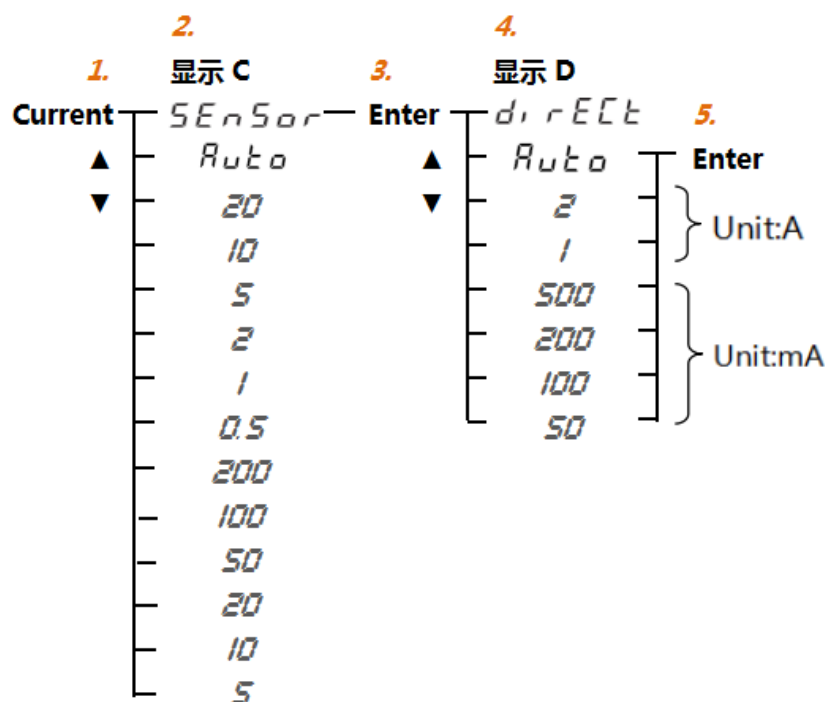 2. 4.
1. 显示 C 3. 显示 D
Current SEnSor Enter dirECt 5.
▲ Auto ▲ Auto Enter
▼ 20 ▼ 2
10 1 Unit:A
5 500
2 200 Unit:mA
1 100
0.5 50
200
100
50
20
10
5